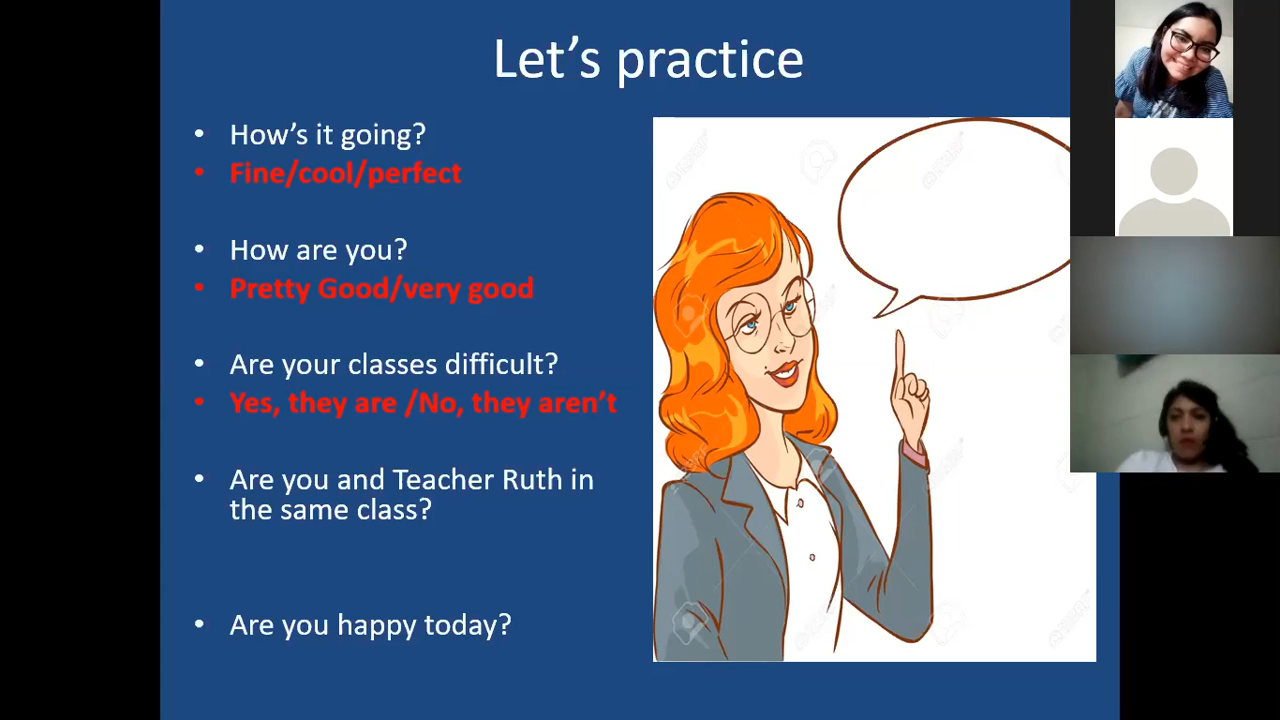 Let's practice
• How's it going?
• Fine/cool/perfect
• How are you?
• Pretty Good/very good
• Are your classes difficult?
• Yes, they are /No, they aren't
• Are you and Teacher Ruth in
the same class?
• Are you happy today?